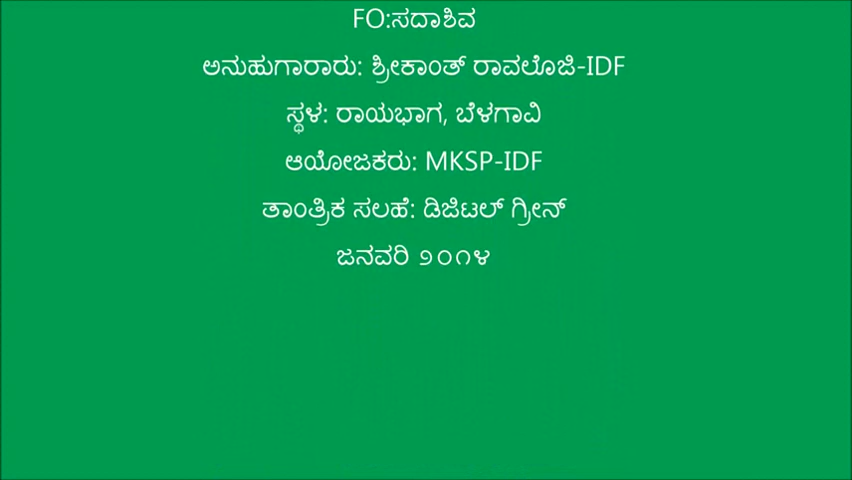 FO:ಸದಾಶಿವ
ಅನುಹುಗಾರಾರು: ಶ್ರೀಕಾಂತ್ ರಾವಲೊಜಿ-IDF
ಸ್ಥಳ: ರಾಯಭಾಗ, ಬೆಳಗಾವಿ
ಆಯೋಜಕರು: MKSP-IDF
ತಾಂತ್ರಿಕ ಸಲಹೆ: ಡಿಜಿಟಲ್ ಗ್ರೀನ್
ಜನವರಿ ೨೦೧೪